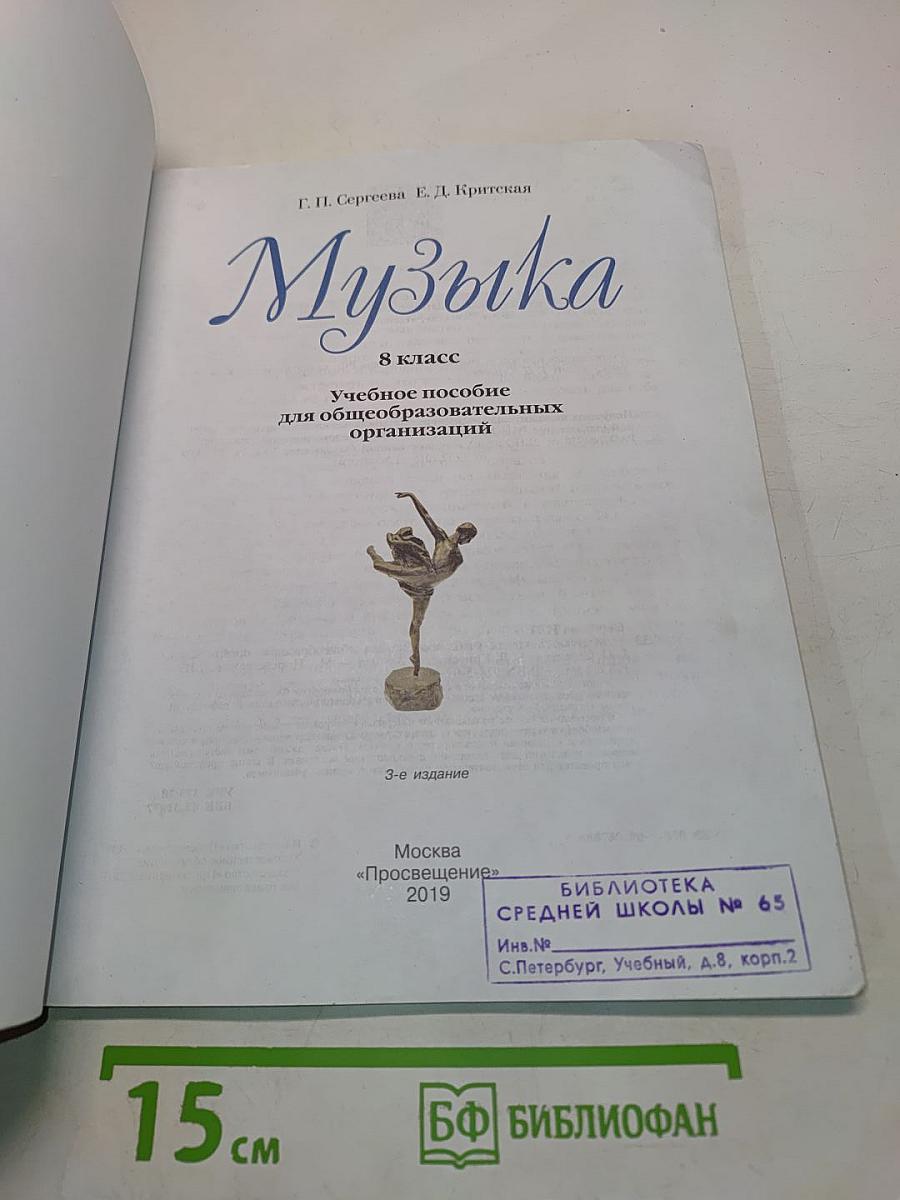 Г. П. Сергеева Е. Д. Критская
Музыка
8 класс
Учебное пособие
для общеобразовательных
организаций
3-е издание
Москва
«Просвещение»
2019
БИБЛИОТЕКА
СРЕДНЕЙ ШКОЛЫ № 65
Инв.№
С.Петербург, Учебный, д.8, корп.2
15 см
БФ БИБЛИОФАН